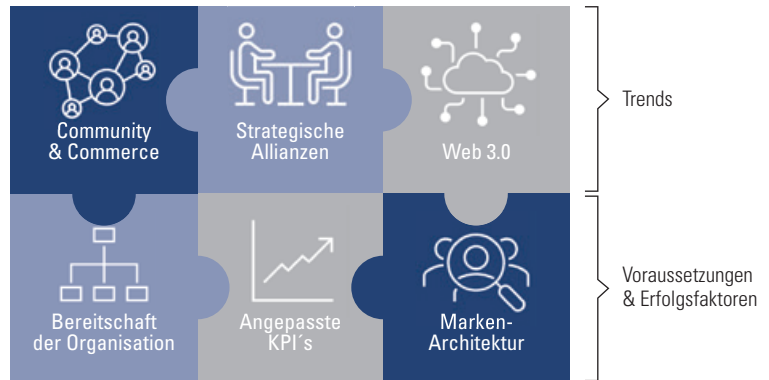 Community
& Commerce
Strategische
Allianzen
Web 3.0
Trends
Bereitschaft
der Organisation
Angepasste
KPI´s
Marken-
Architektur
Voraussetzungen
& Erfolgsfaktoren